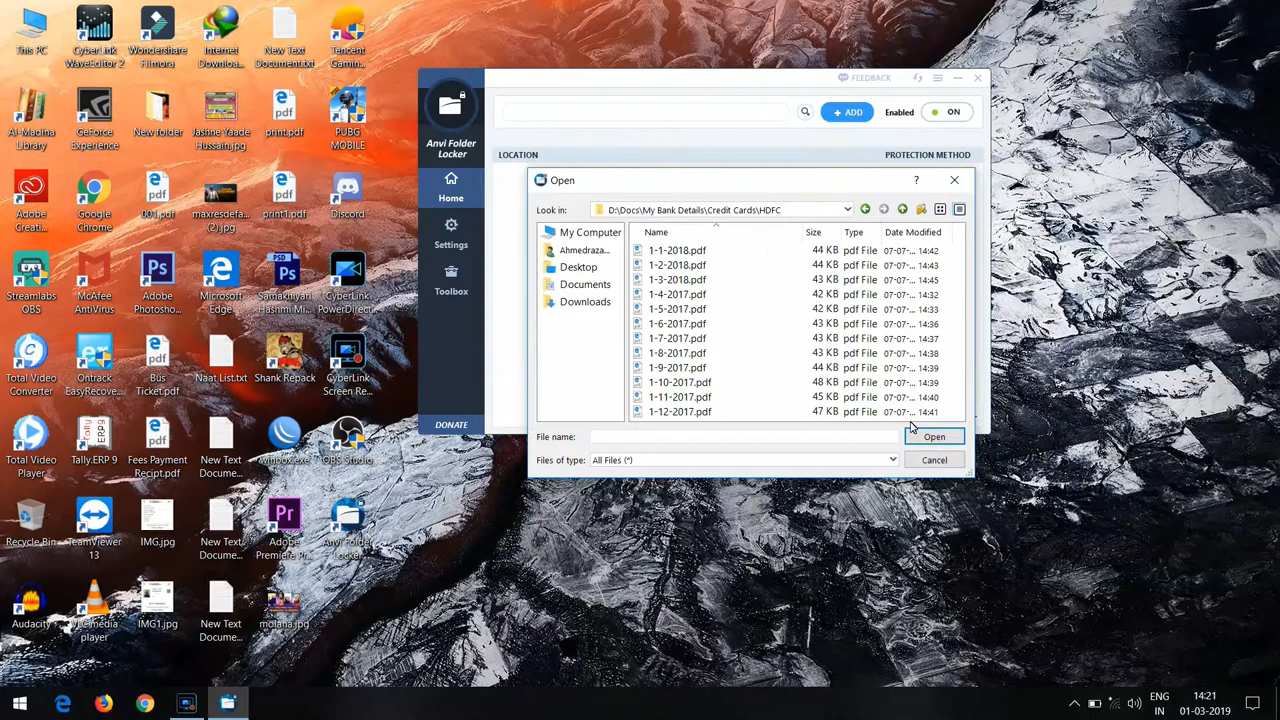 This PC
CyberLink WaveEditor 2
Wondershare Filmora
Internet Downloa...
New Text Document.txt
Tencent Gaming...
Al-Madina Library
GeForce Experience
New folder
Jashne Yaade Hussain.jpg
print.pdf
PUBG MOBILE
Adobe Creati...
Google Chrome
001.pdf
maxresdefa... (2).jpg
print1.pdf
Discord
Streamlabs OBS
McAfee AntiVirus
Adobe Photosho...
Microsoft Edge
Samakhiyali Hashmi Mi...
CyberLink PowerDirect...
Total Video Converter
Ontrack EasyRecove...
Bus Ticket.pdf
Naat List.txt
Shank Repack
CyberLink Screen Re...
Total Video Player
Tally.ERP 9
Fees Payment Recipt.pdf
New Text Docume...
winbox.exe
OBS Studio
Recycle Bin
TeamViewer 13
IMG.jpg
New Text Docume...
Adobe Premiere Pr...
Anvi Folder Locker
Audacity
VLC media player
IMG1.jpg
New Text Docume...
molana.jpg
FEEDBACK
+ ADD
Enabled
ON
Anvi Folder
Locker
Home
Settings
Toolbox
DONATE
LOCATION PROTECTION METHOD
Open
?
Look in: D:\Docs\My Bank Details\Credit Cards\HDFC
My Computer
Ahmedraza...
Desktop
Documents
Downloads
Name Size Type Date Modified
1-1-2018.pdf 44 KB pdf File 07-07-... 14:42
1-2-2018.pdf 44 KB pdf File 07-07-... 14:43
1-3-2018.pdf 43 KB pdf File 07-07-... 14:45
1-4-2017.pdf 42 KB pdf File 07-07-... 14:32
1-5-2017.pdf 42 KB pdf File 07-07-... 14:33
1-6-2017.pdf 43 KB pdf File 07-07-... 14:36
1-7-2017.pdf 43 KB pdf File 07-07-... 14:37
1-8-2017.pdf 43 KB pdf File 07-07-... 14:38
1-9-2017.pdf 44 KB pdf File 07-07-... 14:39
1-10-2017.pdf 48 KB pdf File 07-07-... 14:39
1-11-2017.pdf 45 KB pdf File 07-07-... 14:40
1-12-2017.pdf 47 KB pdf File 07-07-... 14:41
File name: Open
Files of type: All Files (*) Cancel
ENG
IN
14:21
01-03-2019